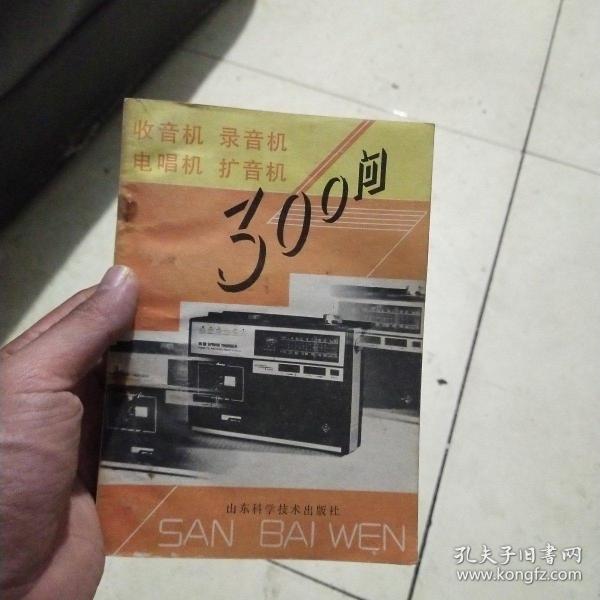 收音机 录音机
电唱机 扩音机
300问
山东科学技术出版社
SAN BAI WEN
孔夫子旧书网
www.kongfz.com